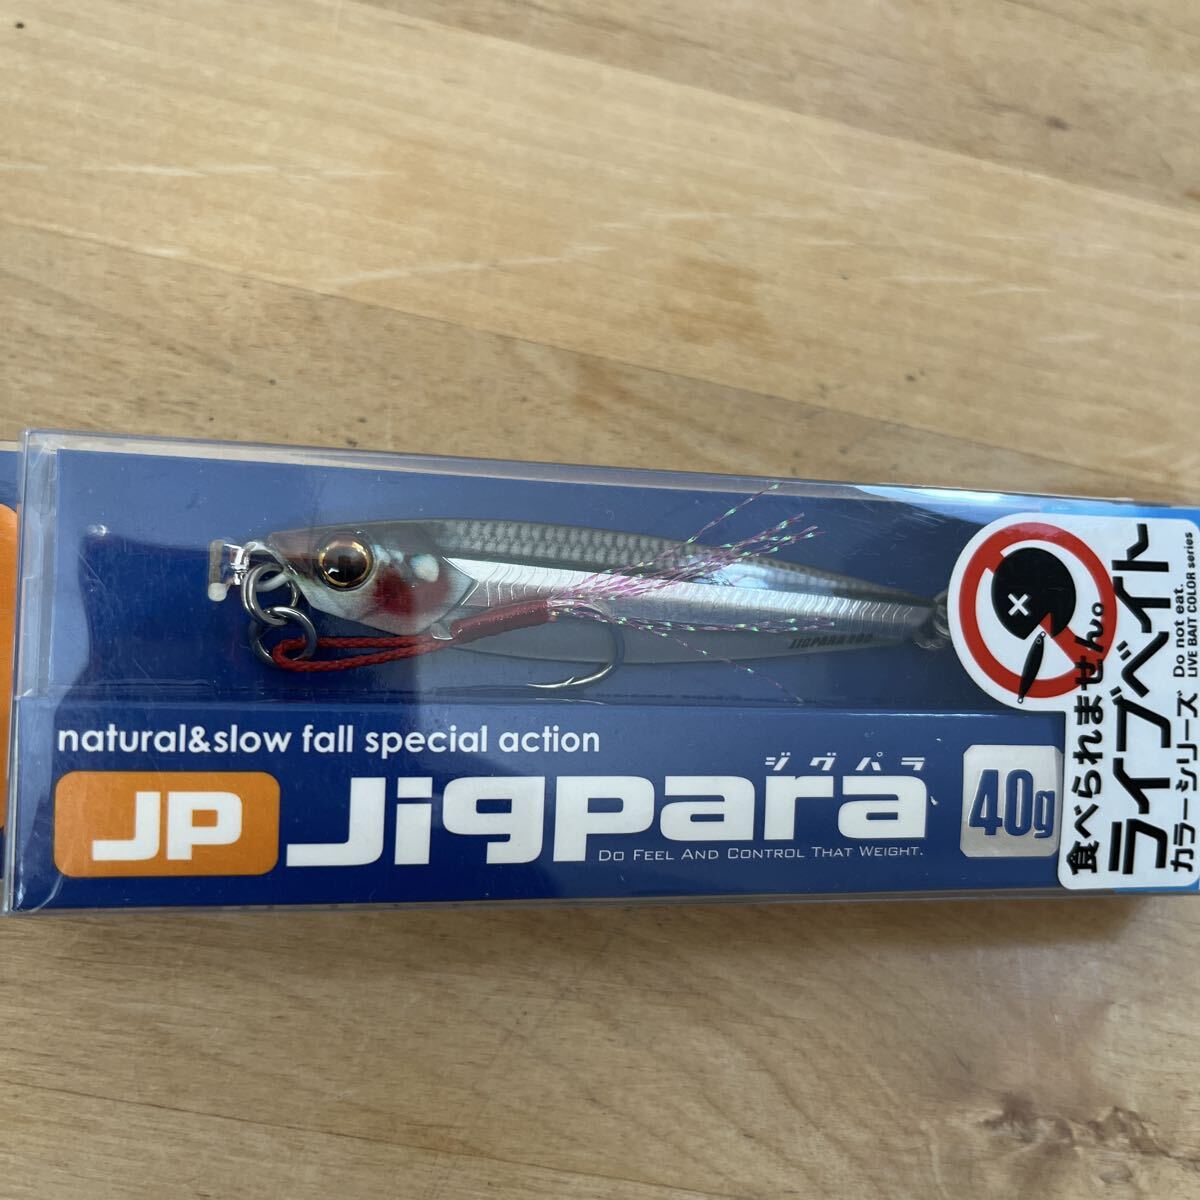 JIGPARA
natural&slow fall special action
ジグパラ
JP Jigpara 40g
DO FEEL AND CONTROL THAT WEIGHT.
食べられません。
ライブベイト
カラーシリーズ
Do not eat.
LIVE BAIT COLOR series